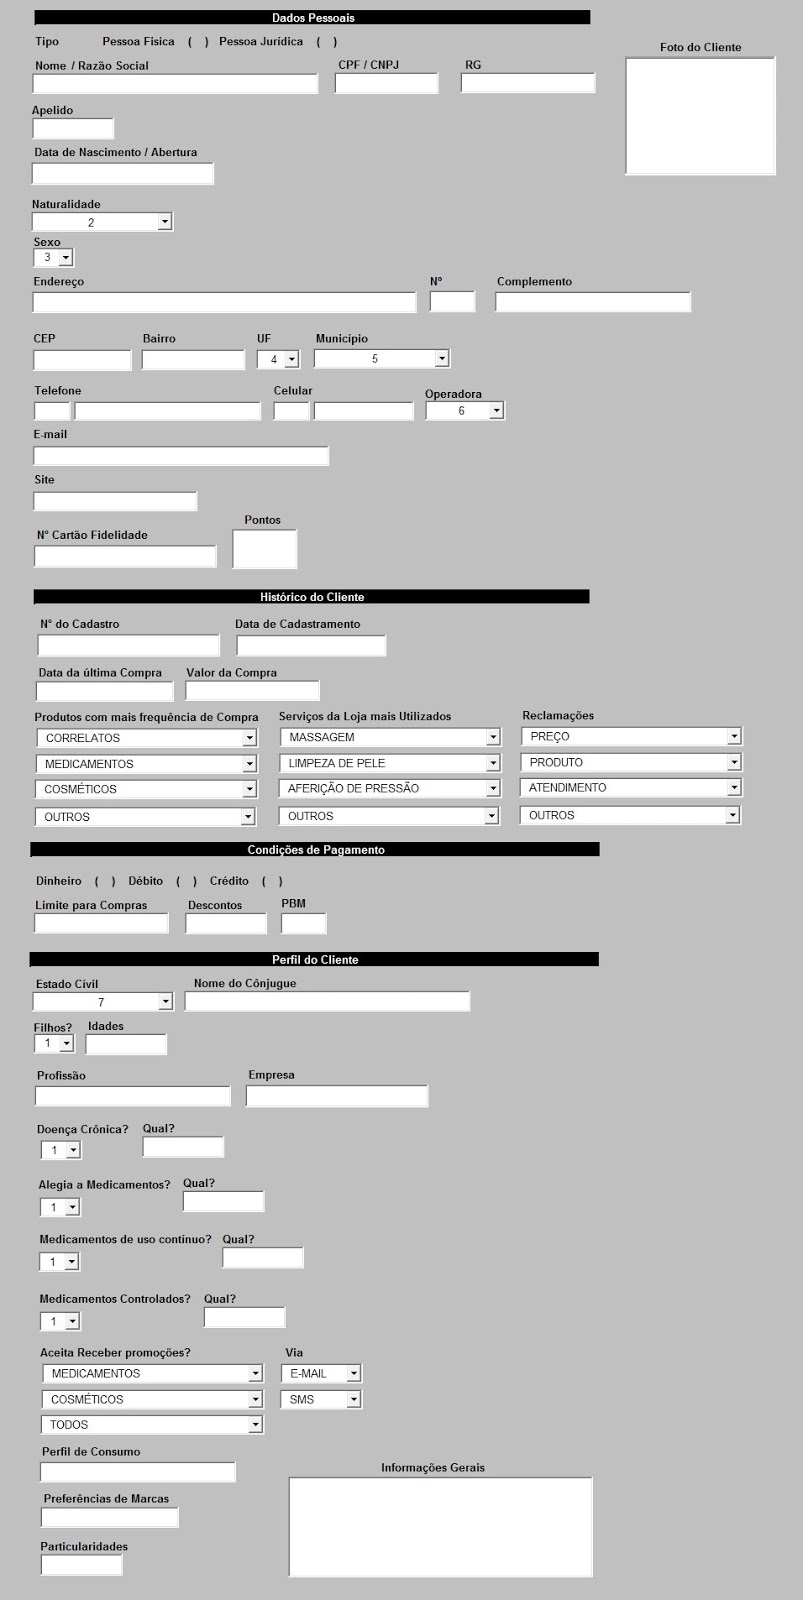 Dados Pessoais
Tipo Pessoa Fisica ( ) Pessoa Jurídica ( )
Foto do Cliente
Nome / Razão Social CPF / CNPJ RG
Apelido
Data de Nascimento / Abertura
Naturalidade
2
Sexo
3
Endereço Nº Complemento
CEP Bairro UF Município
4 5
Telefone Celular Operadora
6
E-mail
Site
Pontos
Nº Cartão Fidelidade
Histórico do Cliente
Nº do Cadastro Data de Cadastramento
Data da última Compra Valor da Compra
Produtos com mais frequência de Compra Serviços da Loja mais Utilizados Reclamações
CORRELATOS MASSAGEM PREÇO
MEDICAMENTOS LIMPEZA DE PELE PRODUTO
COSMÉTICOS AFERIÇÃO DE PRESSÃO ATENDIMENTO
OUTROS OUTROS OUTROS
Condições de Pagamento
Dinheiro ( ) Débito ( ) Crédito ( )
Limite para Compras Descontos PBM
Perfil do Cliente
Estado Cívil Nome do Cônjugue
7
Filhos? Idades
1
Profissão Empresa
Doença Crônica? Qual?
1
Alegia a Medicamentos? Qual?
1
Medicamentos de uso contínuo? Qual?
1
Medicamentos Controlados? Qual?
1
Aceita Receber promoções? Via
MEDICAMENTOS E-MAIL
COSMÉTICOS SMS
TODOS
Perfil de Consumo
Informações Gerais
Preferências de Marcas
Particularidades